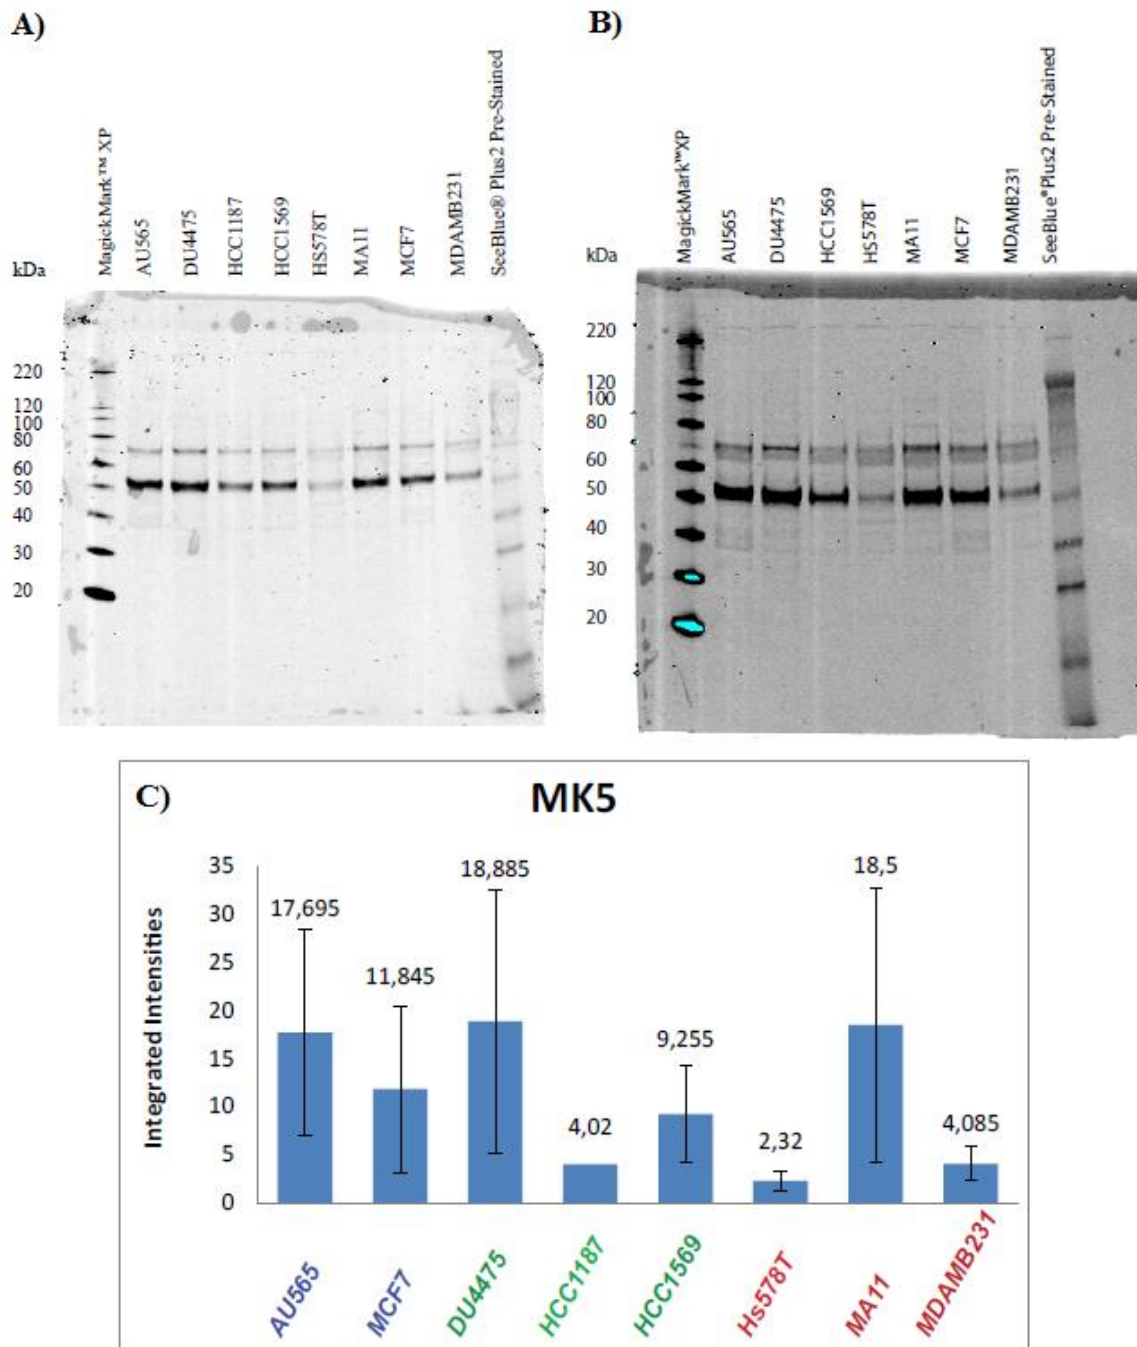 A)
kDa
MagickMark™ XP
AU565
DU4475
HCC1187
HCC1569
HS578T
MA11
MCF7
MDAMB231
SeeBlue® Plus2 Pre-Stained
220
120
100
80
60
50
40
30
20
B)
kDa
MagickMark™XP
AU565
DU4475
HCC1569
HS578T
MA11
MCF7
MDAMB231
SeeBlue®Plus2 Pre-Stained
220
120
100
80
60
50
40
30
20
C)
MK5
Integrated Intensities
35
30
25
20
15
10
5
0
17,695
11,845
18,885
4,02
9,255
2,32
18,5
4,085
AU565
MCF7
DU4475
HCC1187
HCC1569
Hs578T
MA11
MDAMB231